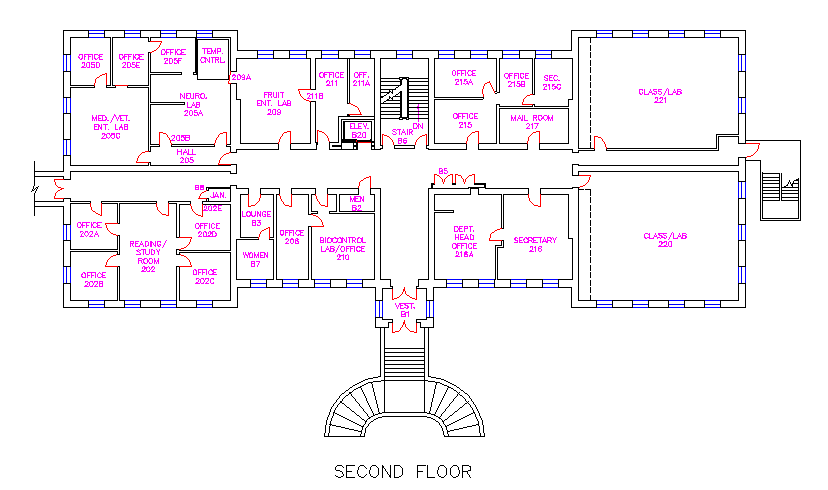 OFFICE
205D
OFFICE
205E
OFFICE
205F
TEMP.
CNTRL.
209A
MED./VET.
ENT. LAB
205C
NEURO.
LAB
205A
205B
HALL
205
FRUIT
ENT. LAB
209
OFFICE
211
211B
OFF.
211A
ELEV.
B20
STAIR
B6
DN
OFFICE
215A
OFFICE
215B
SEC.
215C
OFFICE
215
MAIL ROOM
217
CLASS/LAB
221
B8
JAN.
202E
OFFICE
202A
OFFICE
202B
READING/
STUDY
ROOM
202
OFFICE
202D
OFFICE
202C
LOUNGE
B3
WOMEN
B7
OFFICE
206
MEN
B2
BIOCONTROL
LAB/OFFICE
210
B5
DEPT.
HEAD
OFFICE
216A
SECRETARY
216
CLASS/LAB
220
VEST.
B1
SECOND FLOOR